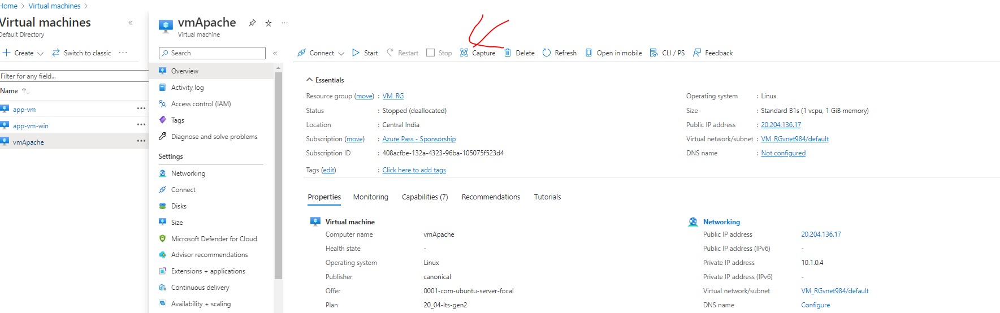 Home > Virtual machines >
Virtual machines
Default Directory
Create
Switch to classic
Filter for any field...
Name
app-vm
app-vm-win
vmApache
vmApache
Virtual machine
Search
Overview
Activity log
Access control (IAM)
Tags
Diagnose and solve problems
Settings
Networking
Connect
Disks
Size
Microsoft Defender for Cloud
Advisor recommendations
Extensions + applications
Continuous delivery
Availability + scaling
Connect Start Restart Stop Capture Delete Refresh Open in mobile CLI / PS Feedback
Essentials
Resource group (move) : VM_RG
Status : Stopped (deallocated)
Location : Central India
Subscription (move) : Azure Pass - Sponsorship
Subscription ID : 408acfbe-132a-4323-96ba-105075f523d4
Tags (edit) : Click here to add tags
Operating system : Linux
Size : Standard B1s (1 vcpu, 1 GiB memory)
Public IP address : 20.204.136.17
Virtual network/subnet : VM_RGvnet984/default
DNS name : Not configured
Properties Monitoring Capabilities (7) Recommendations Tutorials
Virtual machine
Computer name vmApache
Health state -
Operating system Linux
Publisher canonical
Offer 0001-com-ubuntu-server-focal
Plan 20_04-lts-gen2
Networking
Public IP address 20.204.136.17
Public IP address (IPv6) -
Private IP address 10.1.0.4
Private IP address (IPv6) -
Virtual network/subnet VM_RGvnet984/default
DNS name Configure